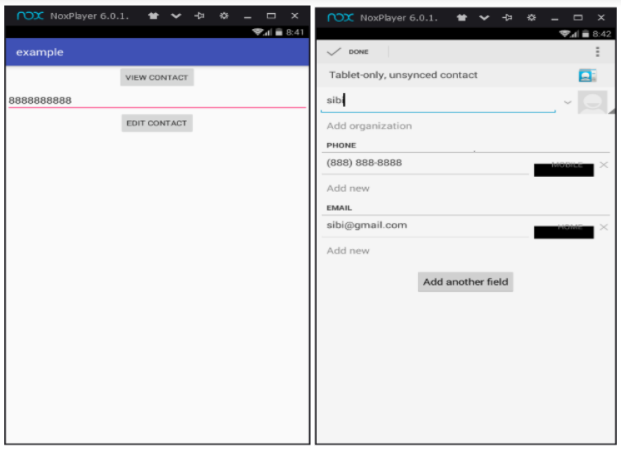 nox NoxPlayer 6.0.1.
8:41
example
VIEW CONTACT
8888888888
EDIT CONTACT
nox NoxPlayer 6.0.1.
8:42
DONE
Tablet-only, unsynced contact
sibi
Add organization
PHONE
(888) 888-8888 MOBILE
Add new
EMAIL
sibi@gmail.com HOME
Add new
Add another field